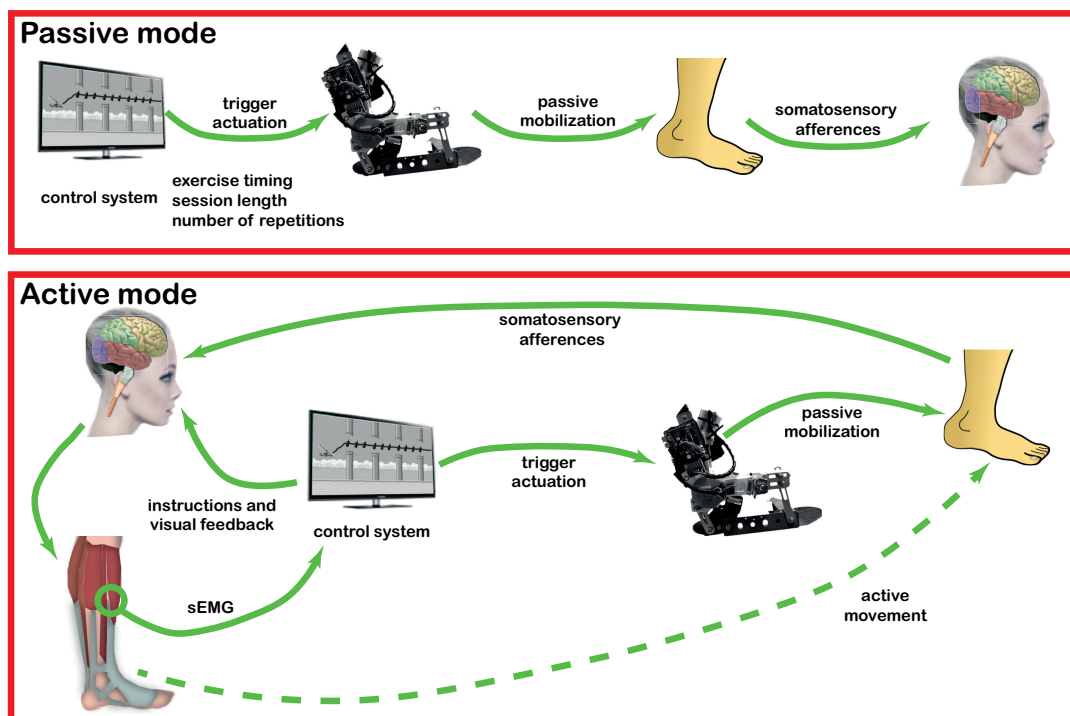 Passive mode
trigger
actuation
passive
mobilization
somatosensory
afferences
control system
exercise timing
session length
number of repetitions
Active mode
somatosensory
afferences
passive
mobilization
trigger
actuation
instructions and
visual feedback
control system
sEMG
active
movement